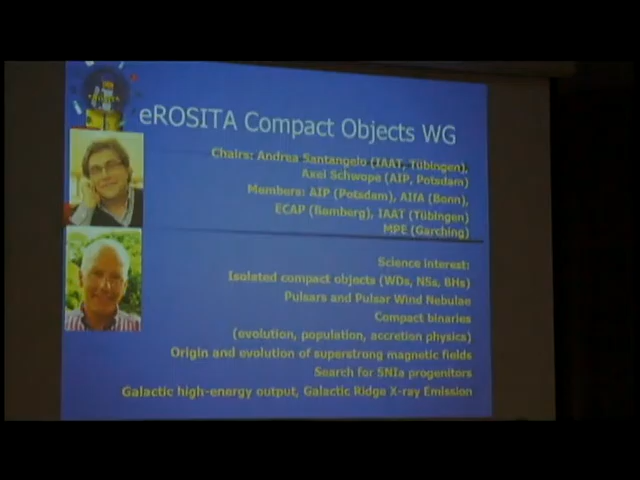 eROSITA Compact Objects WG
Chairs: Andrea Santangelo (IAAT, Tübingen),
Axel Schwope (AIP, Potsdam)
Members: AIP (Potsdam), AIfA (Bonn),
ECAP (Bamberg), IAAT (Tübingen)
MPE (Garching)
Science interest:
Isolated compact objects (WDs, NSs, BHs)
Pulsars and Pulsar Wind Nebulae
Compact binaries
(evolution, population, accretion physics)
Origin and evolution of superstrong magnetic fields
Search for SNIa progenitors
Galactic high-energy output, Galactic Ridge X-ray Emission